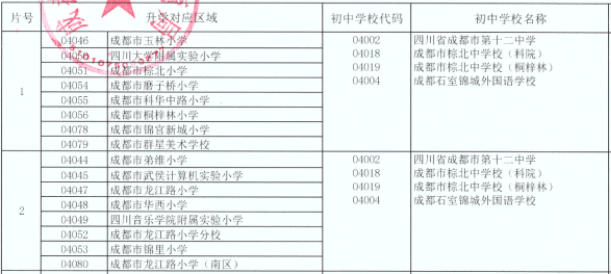 片号 升学对应区域 初中学校代码 初中学校名称
1
04046 成都市玉林小学
04050 四川大学附属实验小学
04051 成都市棕北小学
04054 成都市磨子桥小学
04055 成都市科华中路小学
04056 成都市桐梓林小学
04078 成都市锦官新城小学
04079 成都市群星美术学校
04002 四川省成都市第十二中学
04018 成都市棕北中学校（科院）
04019 成都市棕北中学校（桐梓林）
04004 成都石室锦城外国语学校
2
04044 成都市弟维小学
04045 成都市武侯计算机实验小学
04047 成都市龙江路小学
04048 成都市华西小学
04049 四川音乐学院附属实验小学
04052 成都市龙江路小学分校
04053 成都市锦里小学
04080 成都市龙江路小学（南区）
04002 四川省成都市第十二中学
04018 成都市棕北中学校（科院）
04019 成都市棕北中学校（桐梓林）
04004 成都石室锦城外国语学校